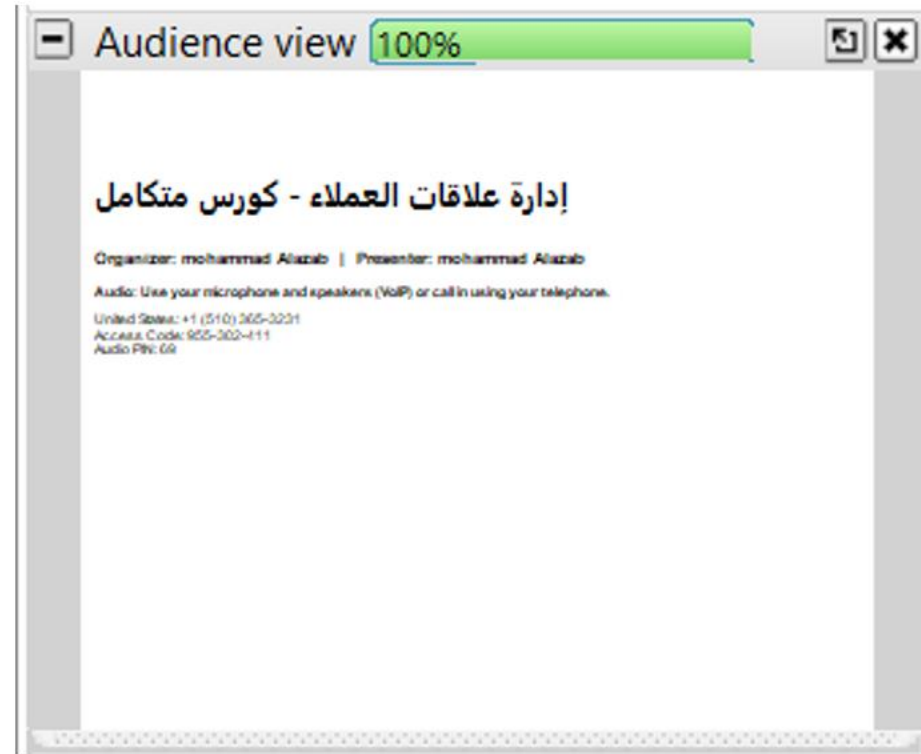 Audience view 100%
إدارة علاقات العملاء - كورس متكامل
Organizer: mohammad Alazab | Presenter: mohammad Alazab
Audio: Use your microphone and speakers (VoIP) or call in using your telephone.
United States: +1 (510) 365-3231
Access Code: 955-302-411
Audio PIN: 69